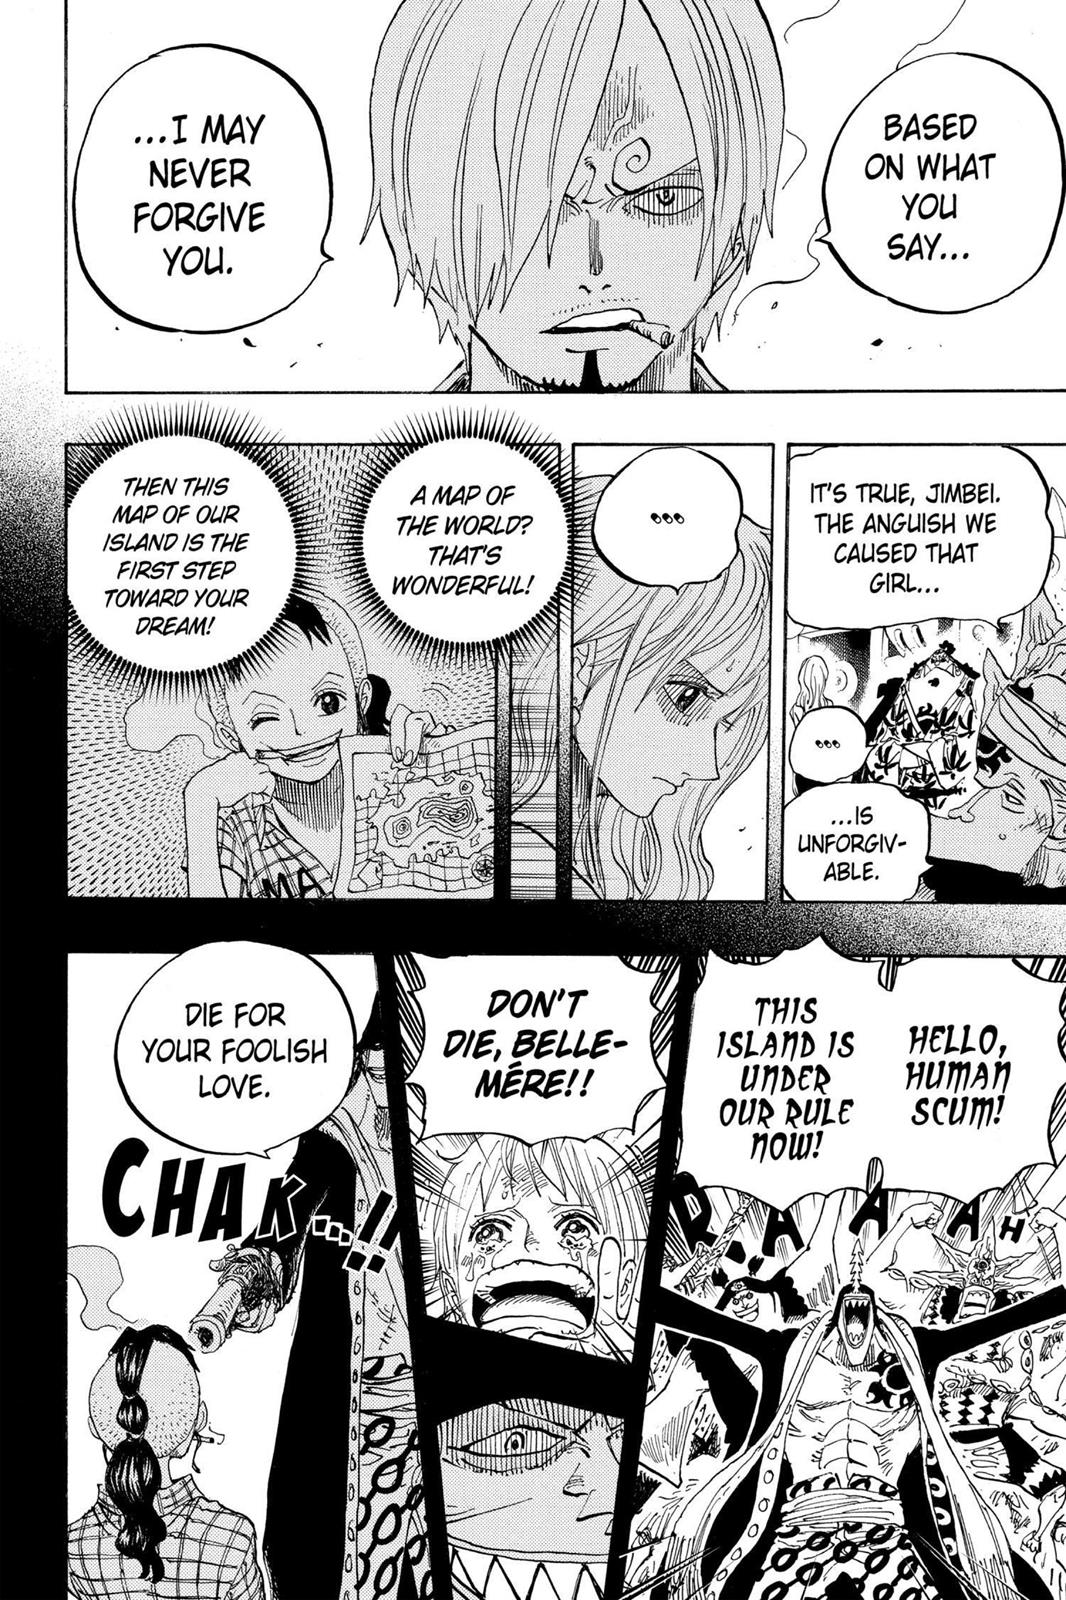 BASED
ON WHAT
YOU
SAY...
...I MAY
NEVER
FORGIVE
YOU.
IT'S TRUE, JIMBEI.
THE ANGUISH WE
CAUSED THAT
GIRL...
...
...IS
UNFORGIV-
ABLE.
...
A MAP OF
THE WORLD?
THAT'S
WONDERFUL!
THEN THIS
MAP OF OUR
ISLAND IS THE
FIRST STEP
TOWARD YOUR
DREAM!
MA
HELLO,
HUMAN
SCUM!
THIS
ISLAND IS
UNDER
OUR RULE
NOW!
RAAAAH
DON'T
DIE, BELLE-
MÉRE!!
DIE FOR
YOUR FOOLISH
LOVE.
CHAK...!!